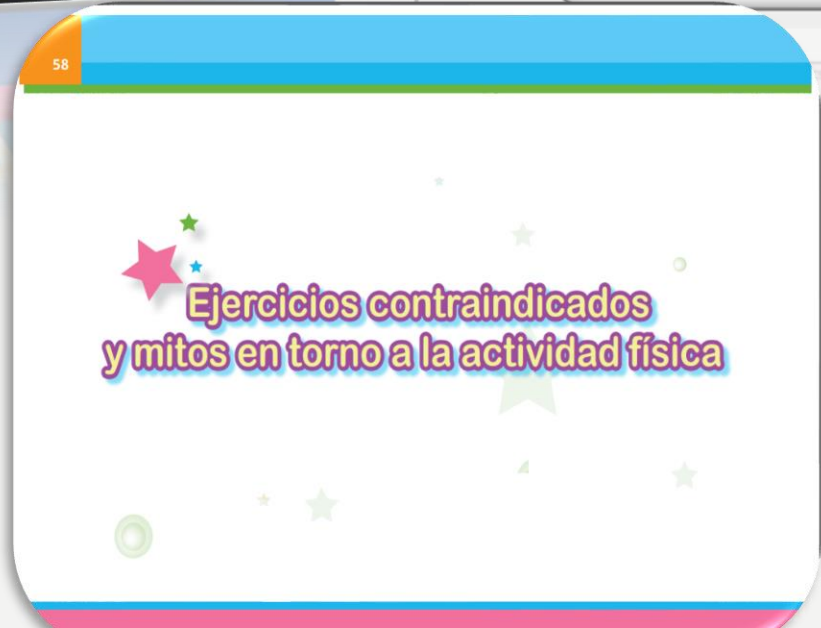 58
Ejercicios contraindicados
y mitos en torno a la actividad física